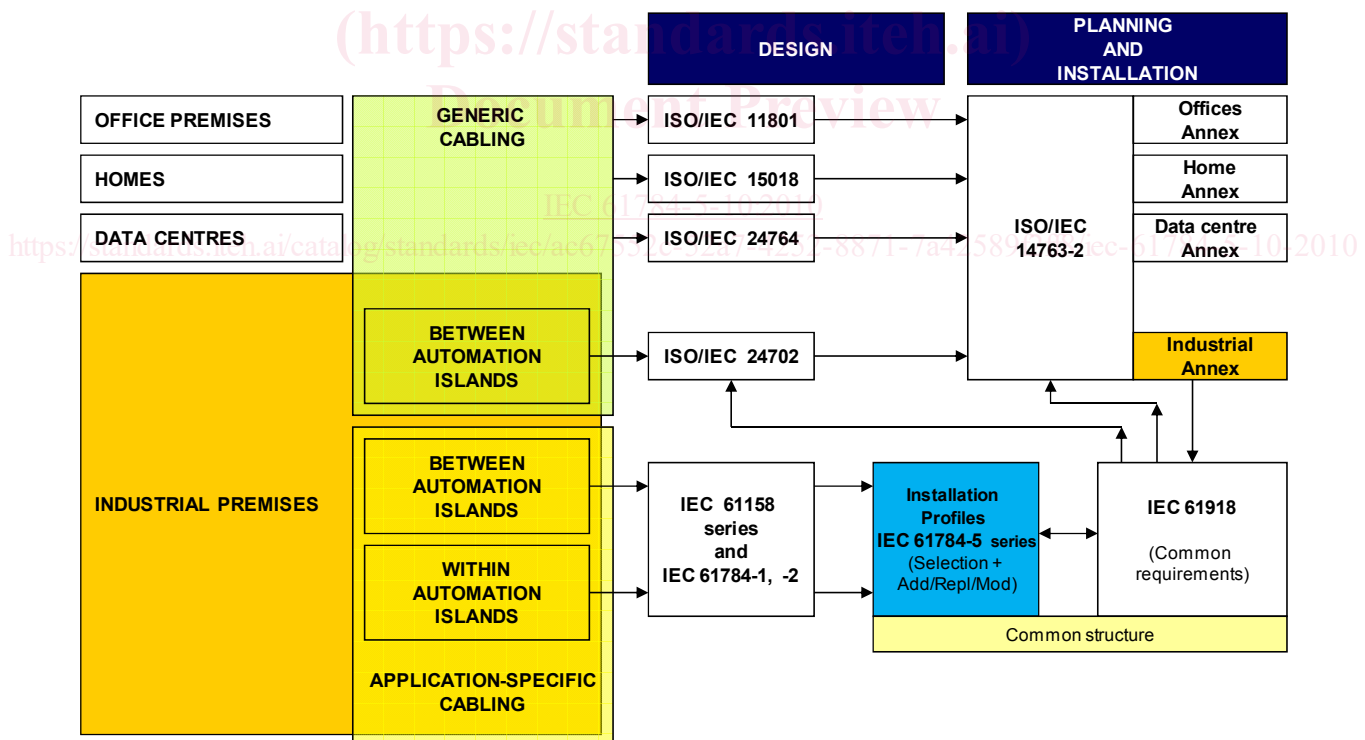 (https://standards.iteh.ai)
Document Preview
DESIGN
PLANNING
AND
INSTALLATION
OFFICE PREMISES
HOMES
DATA CENTRES
GENERIC
CABLING
ISO/IEC 11801
ISO/IEC 15018
ISO/IEC 24764
ISO/IEC
14763-2
Offices
Annex
Home
Annex
Data centre
Annex
IEC 61784-5-10:2010
BETWEEN
AUTOMATION
ISLANDS
ISO/IEC 24702
Industrial
Annex
INDUSTRIAL PREMISES
BETWEEN
AUTOMATION
ISLANDS
WITHIN
AUTOMATION
ISLANDS
APPLICATION-SPECIFIC
CABLING
IEC 61158
series
and
IEC 61784-1, -2
Installation
Profiles
IEC 61784-5 series
(Selection +
Add/Repl/Mod)
IEC 61918
(Common
requirements)
Common structure